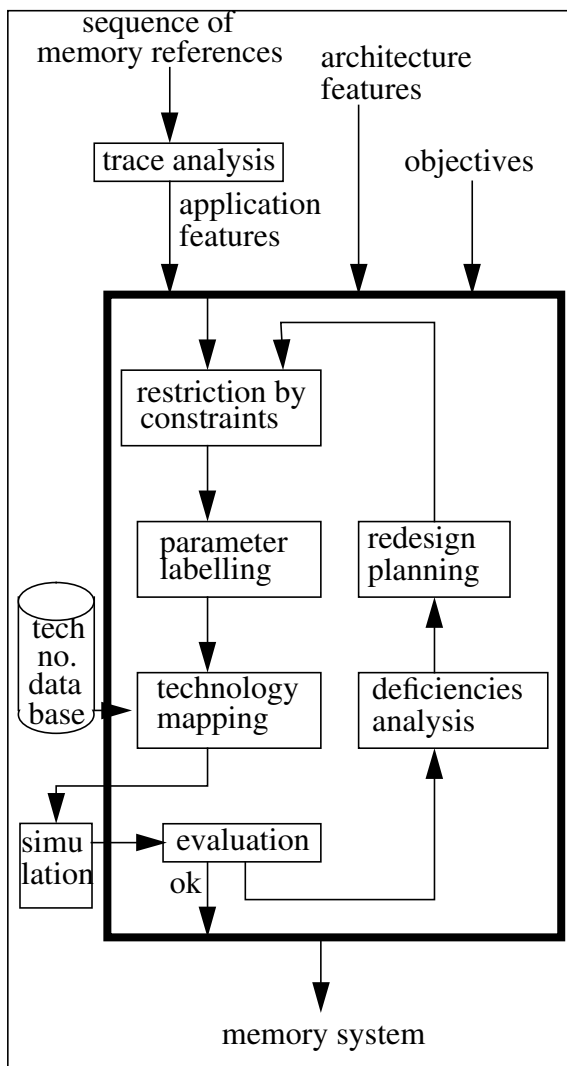 sequence of
memory references
architecture
features
trace analysis
objectives
application
features
restriction by
constraints
parameter
labelling
redesign
planning
tech
no.
data
base
technology
mapping
deficiencies
analysis
simu
lation
evaluation
ok
memory system